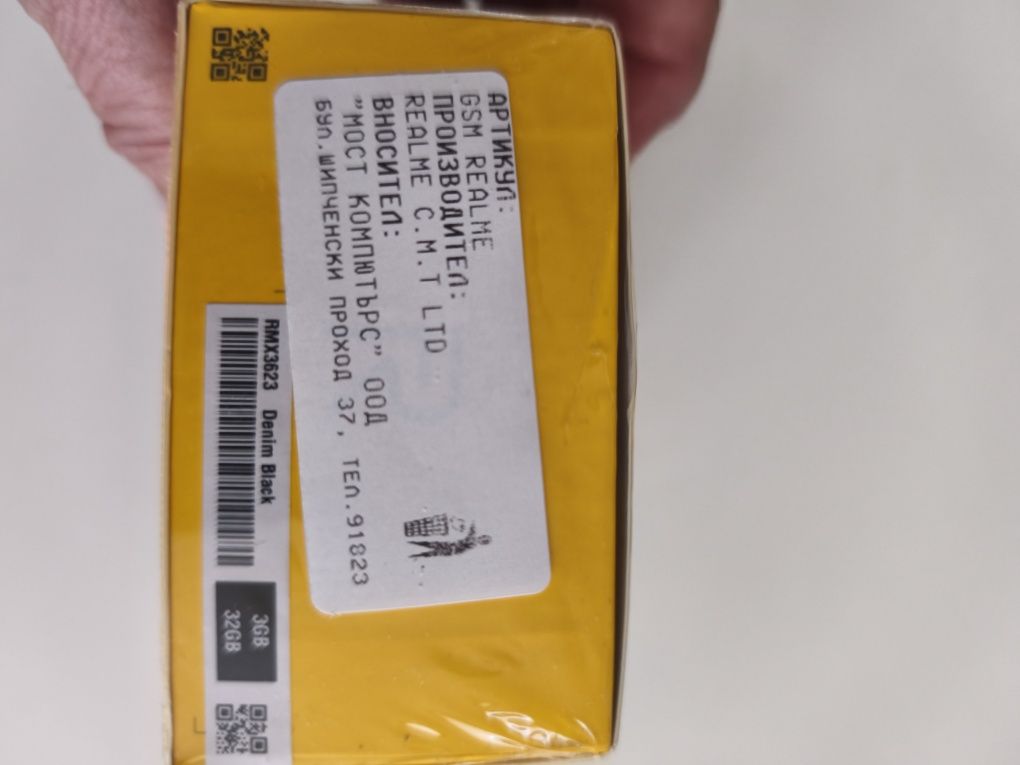 АРТИКУЛ:
GSM REALME
ПРОИЗВОДИТЕЛ:
REALME C.M.T LTD
ВНОСИТЕЛ:
"МОСТ КОМПЮТЪРС" ООД
БУЛ.ШИПЧЕНСКИ ПРОХОД 37, ТЕЛ.91823
RMX3623 Denim Black
3GB
32GB